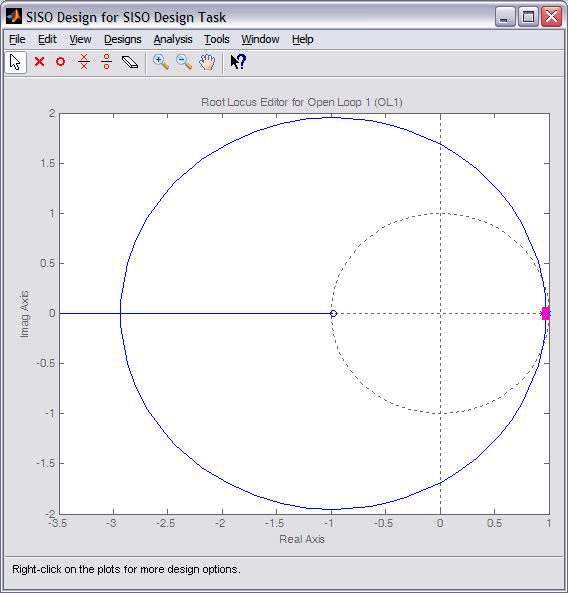 SISO Design for SISO Design Task
File Edit View Designs Analysis Tools Window Help
Root Locus Editor for Open Loop 1 (OL1)
2
1.5
1
0.5
0
-0.5
-1
-1.5
-2
Imag Axis
-3.5 -3 -2.5 -2 -1.5 -1 -0.5 0 0.5 1
Real Axis
Right-click on the plots for more design options.